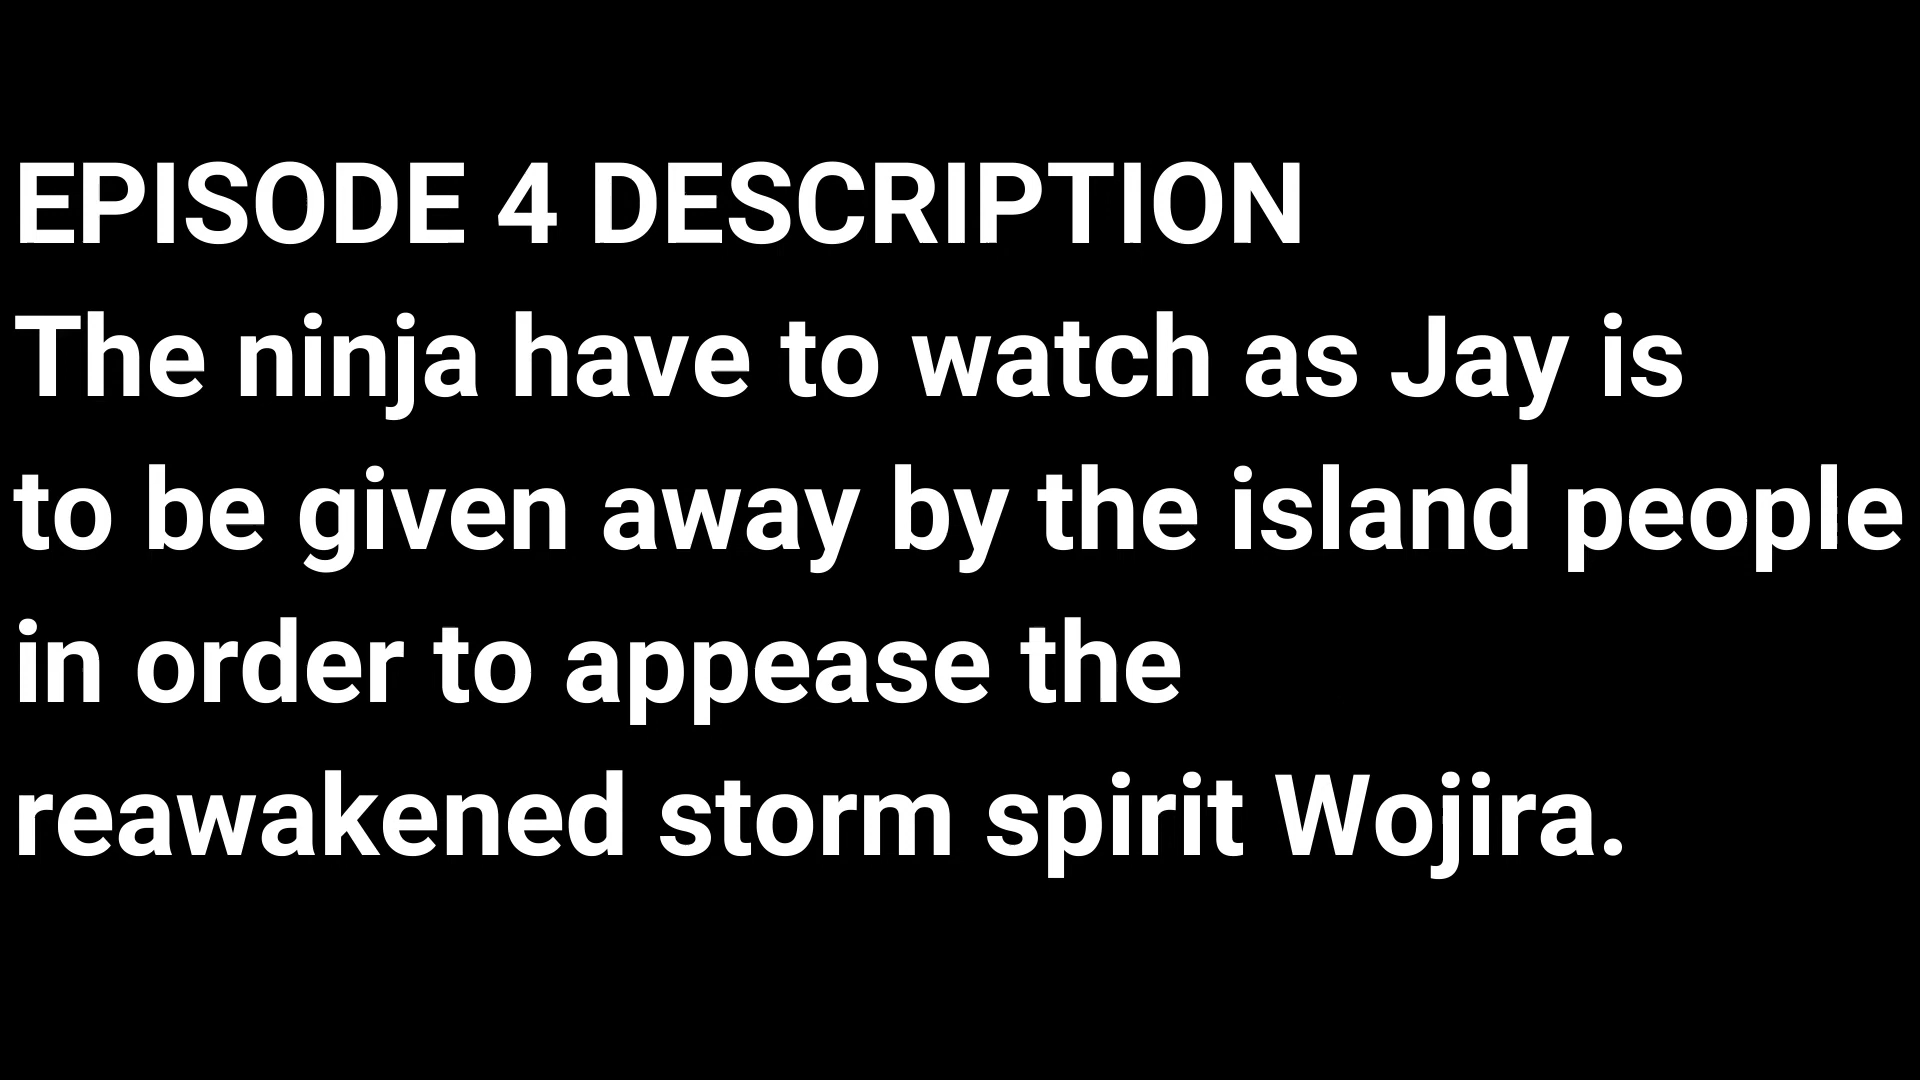 EPISODE 4 DESCRIPTION
The ninja have to watch as Jay is
to be given away by the island people
in order to appease the
reawakened storm spirit Wojira.